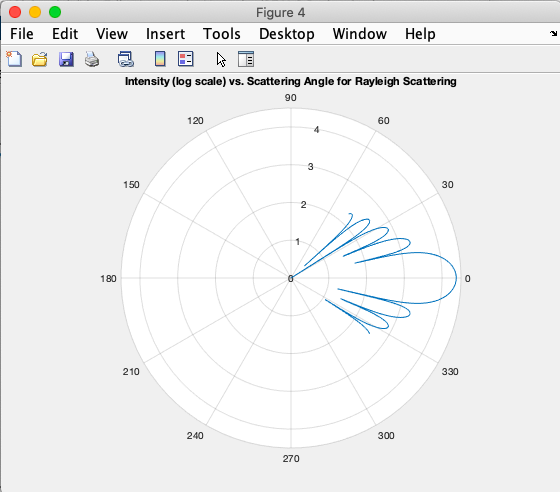 Figure 4
File Edit View Insert Tools Desktop Window Help
Intensity (log scale) vs. Scattering Angle for Rayleigh Scattering
90
120 60
4
150 3 30
2
1
180 0 0
210 330
240 300
270